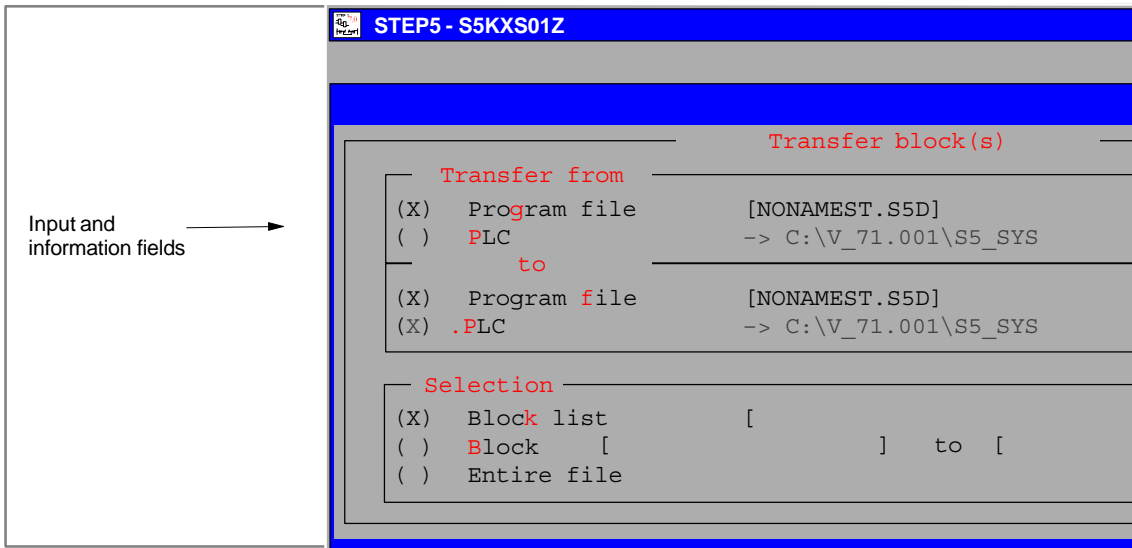 STEP5 - S5KXS01Z
Transfer block(s)
Transfer from
(X) Program file [NONAMEST.S5D]
( ) PLC -> C:\V_71.001\S5_SYS
to
(X) Program file [NONAMEST.S5D]
(X) .PLC -> C:\V_71.001\S5_SYS
Selection
(X) Block list [
( ) Block [ ] to [
( ) Entire file
Input and
information fields